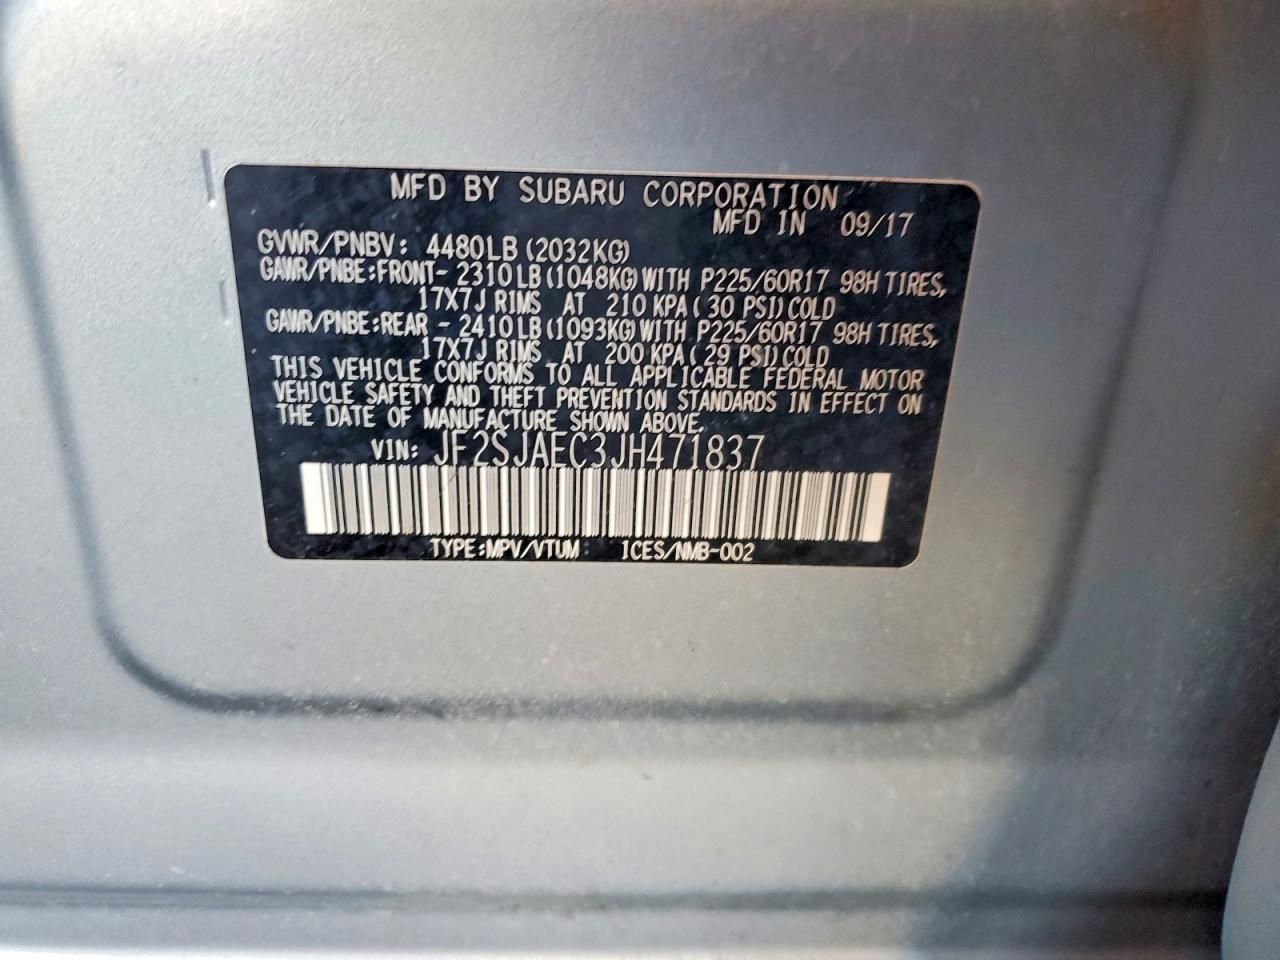 MFD BY SUBARU CORPORATION
MFD IN 09/17
GVWR/PNBV: 4480LB (2032KG)
GAWR/PNBE:FRONT- 2310LB (1048KG) WITH P225/60R17 98H TIRES,
17X7J RIMS AT 210 KPA (30 PSI) COLD
GAWR/PNBE:REAR - 2410LB (1093KG) WITH P225/60R17 98H TIRES,
17X7J RIMS AT 200 KPA (29 PSI) COLD
THIS VEHICLE CONFORMS TO ALL APPLICABLE FEDERAL MOTOR
VEHICLE SAFETY AND THEFT PREVENTION STANDARDS IN EFFECT ON
THE DATE OF MANUFACTURE SHOWN ABOVE.
VIN: JF2SJAEC3JH471837
TYPE:MPV/VTUM ICES/NMB-002